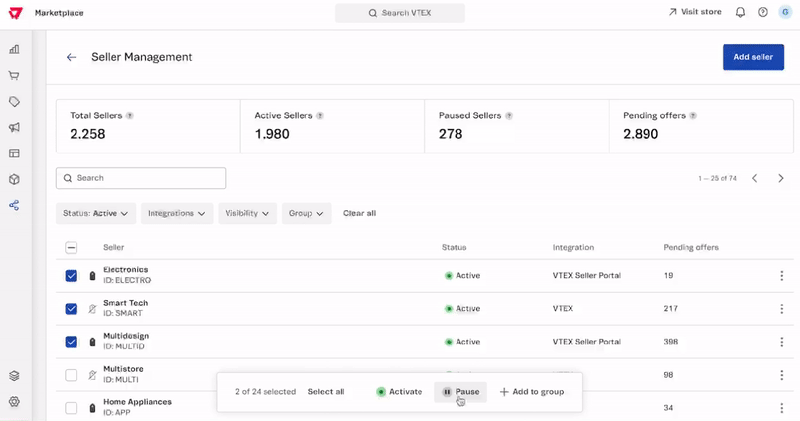 Marketplace
Search VTEX
Visit store
G
Seller Management
Add seller
Total Sellers ?
Active Sellers ?
Paused Sellers ?
Pending offers ?
2.258
1.980
278
2.890
Search
1 – 25 of 74
Status: Active
Integrations
Visibility
Group
Clear all
Seller
Status
Integration
Pending offers
Electronics
ID: ELECTRO
Active
VTEX Seller Portal
19
Smart Tech
ID: SMART
Active
VTEX
217
Multidesign
ID: MULTID
Active
VTEX Seller Portal
398
Multistore
ID: MULTI
98
2 of 24 selected
Select all
Activate
Pause
Add to group
Home Appliances
ID: APP
34